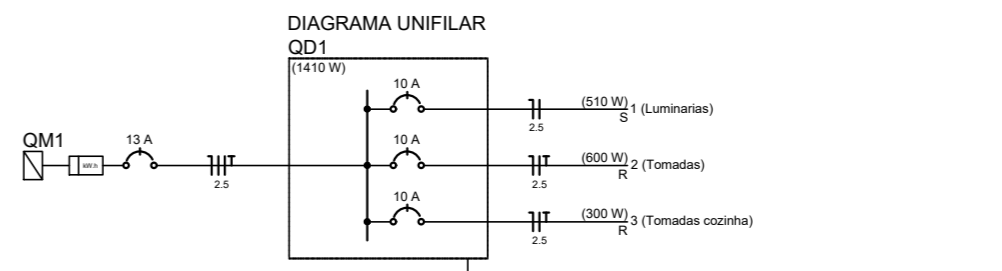 DIAGRAMA UNIFILAR
QD1
(1410 W)
10 A
(510 W) 1 (Luminarias)
S
2.5
QM1
13 A
kW.h
2.5
10 A
(600 W) 2 (Tomadas)
R
2.5
10 A
(300 W) 3 (Tomadas cozinha)
R
2.5